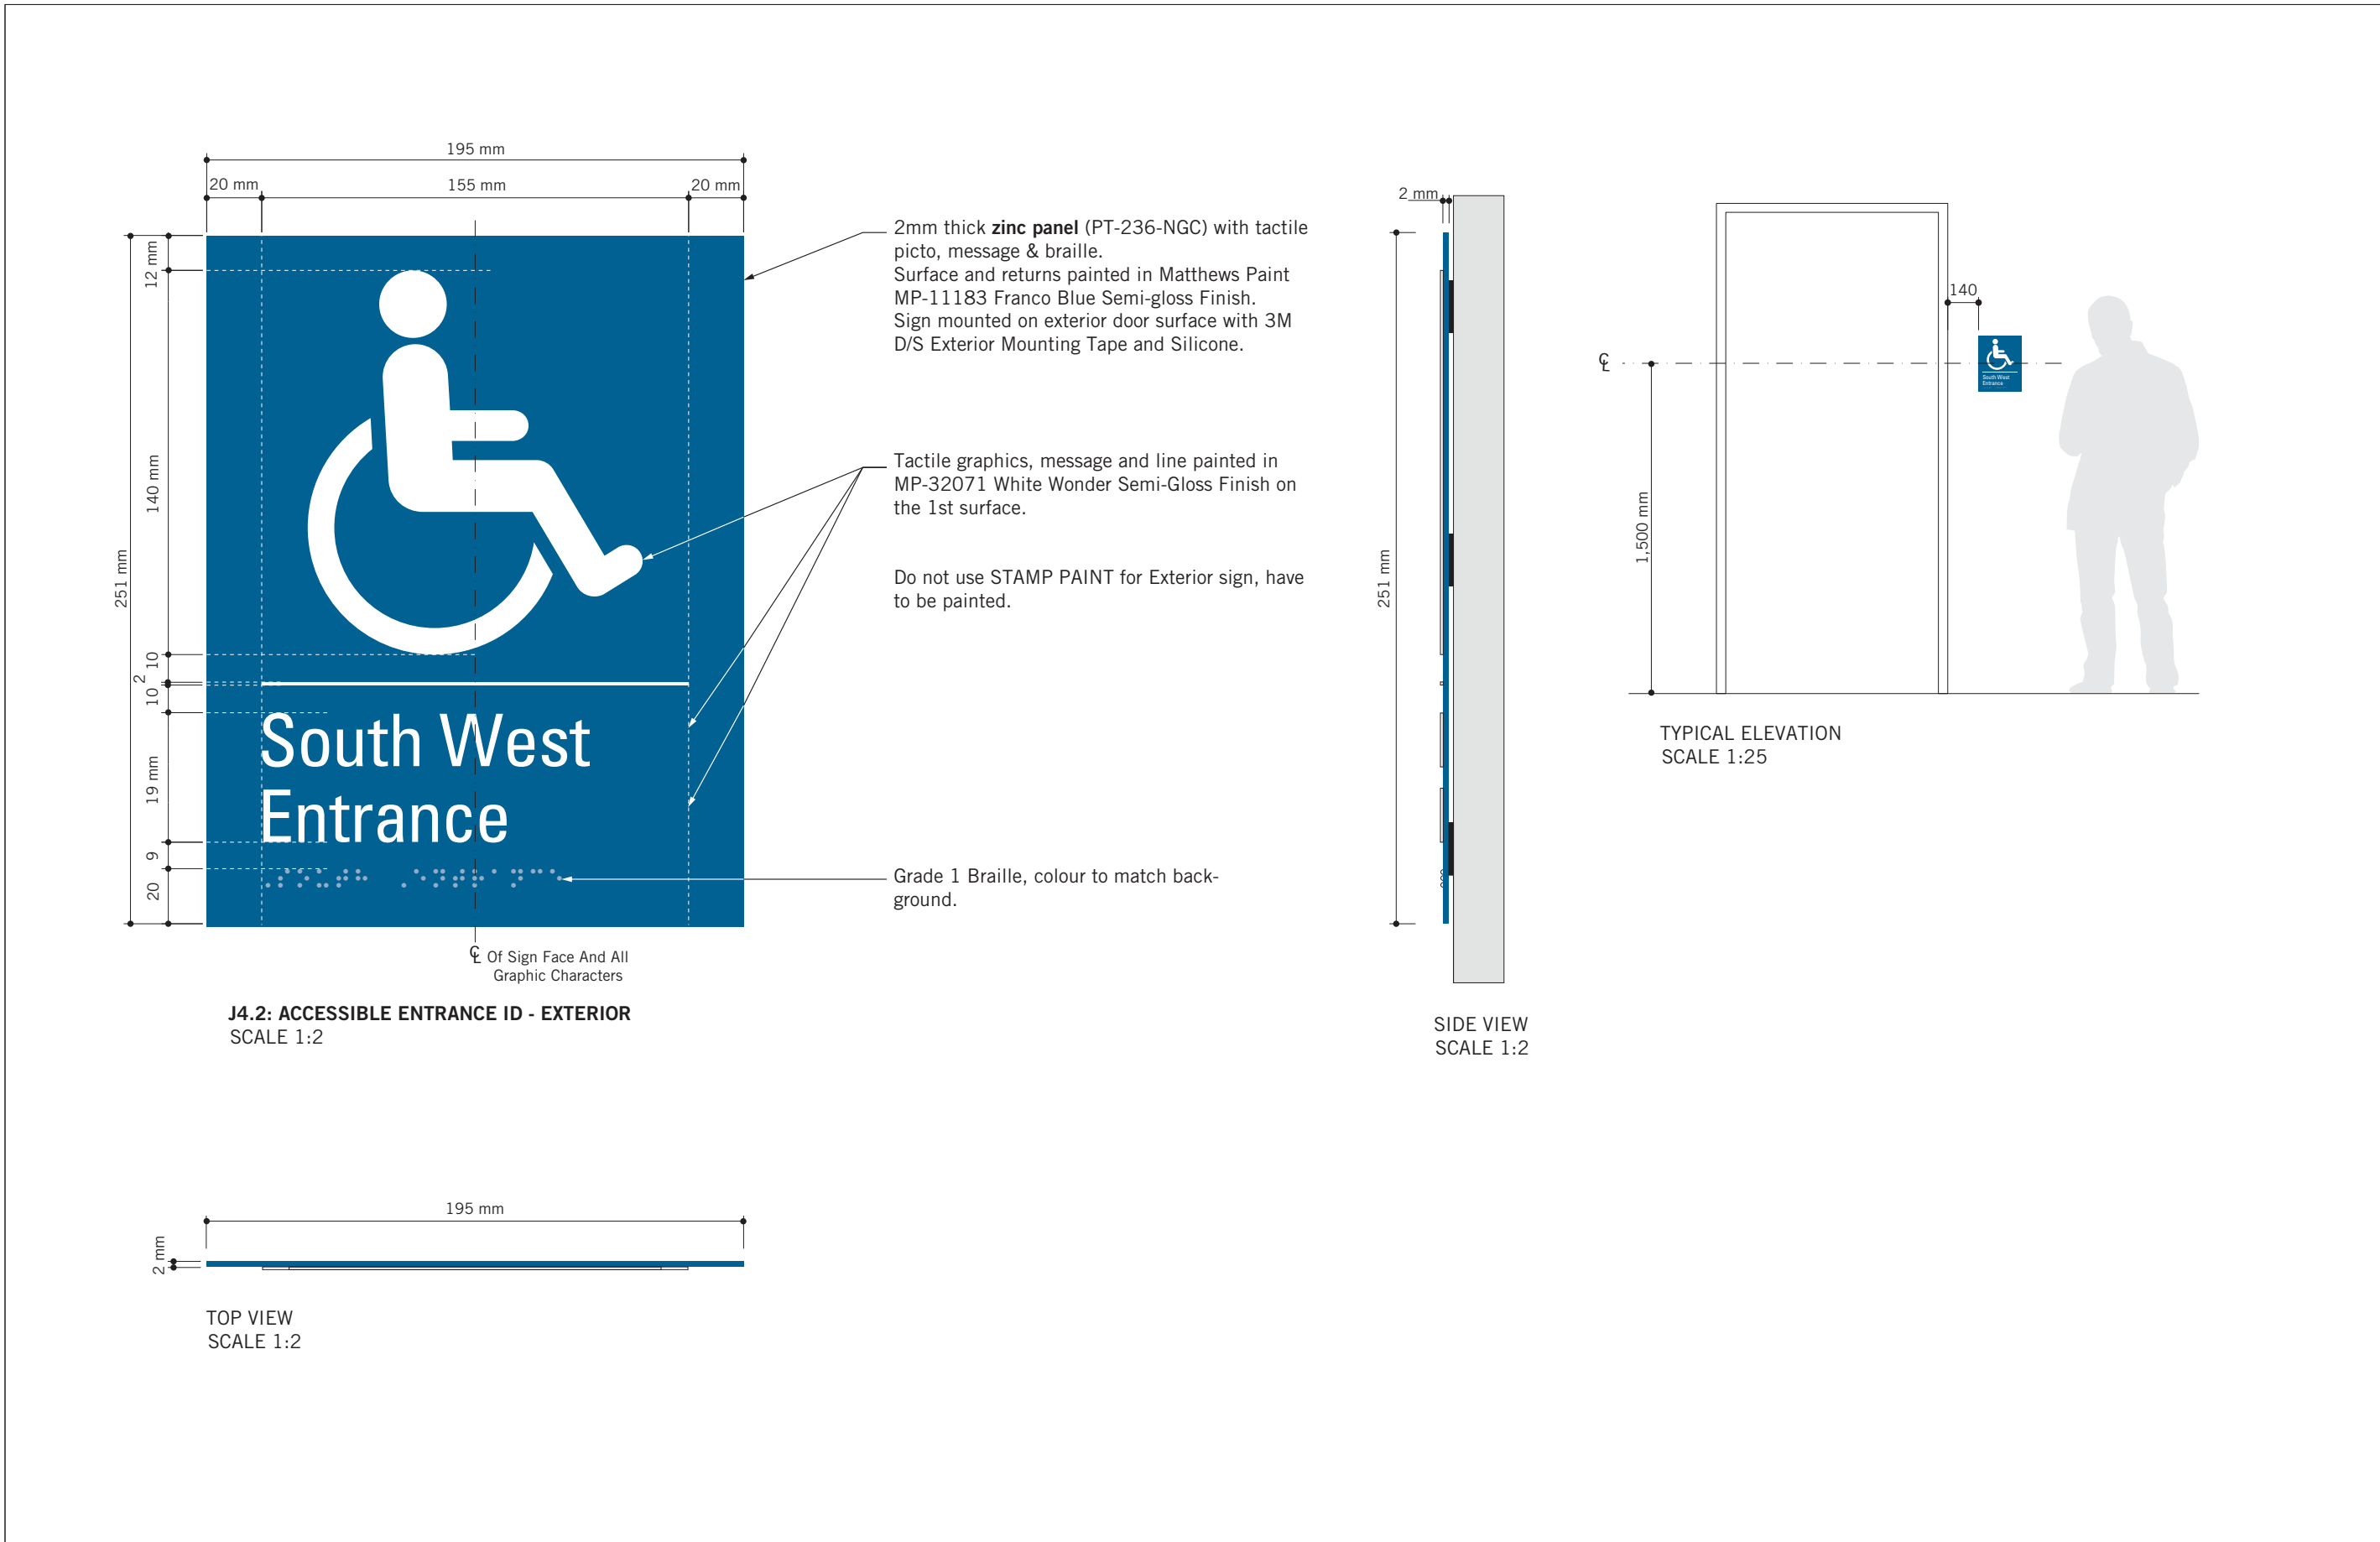 195 mm
20 mm
155 mm
20 mm
251 mm
12 mm
140 mm
10
2
10
19 mm
9
20
South West
Entrance
℄ Of Sign Face And All
Graphic Characters
J4.2: ACCESSIBLE ENTRANCE ID - EXTERIOR
SCALE 1:2
2mm thick zinc panel (PT-236-NGC) with tactile
picto, message & braille.
Surface and returns painted in Matthews Paint
MP-11183 Franco Blue Semi-gloss Finish.
Sign mounted on exterior door surface with 3M
D/S Exterior Mounting Tape and Silicone.
Tactile graphics, message and line painted in
MP-32071 White Wonder Semi-Gloss Finish on
the 1st surface.
Do not use STAMP PAINT for Exterior sign, have
to be painted.
Grade 1 Braille, colour to match back-
ground.
2 mm
251 mm
SIDE VIEW
SCALE 1:2
140
℄
1,500 mm
South West
Entrance
TYPICAL ELEVATION
SCALE 1:25
195 mm
2 mm
TOP VIEW
SCALE 1:2